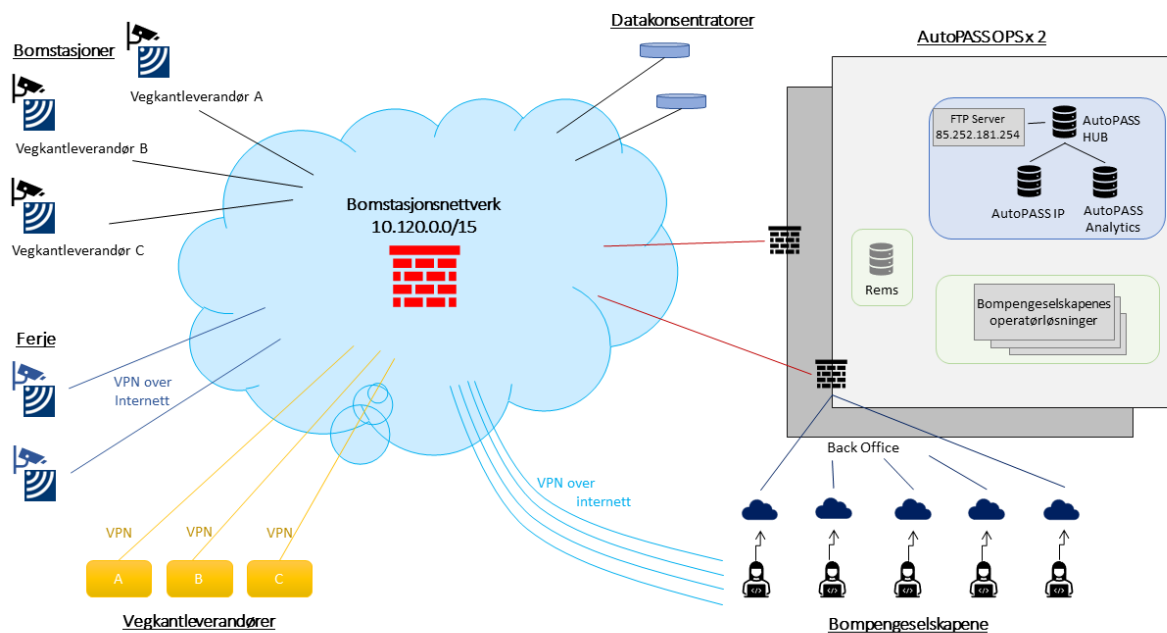 Bomstasjoner
Vegkantleverandør A
Vegkantleverandør B
Vegkantleverandør C
Datakonsentratorer
AutoPASS OPS x 2
FTP Server
85.252.181.254
AutoPASS
HUB
AutoPASS IP
AutoPASS
Analytics
Bomstasjonsnettverk
10.120.0.0/15
Rems
Bompengeselskapenes
operatørløsninger
Ferje
VPN over
Internett
Back Office
VPN over
internett
VPN
VPN
VPN
A
B
C
Vegkantleverandører
Bompengeselskapene